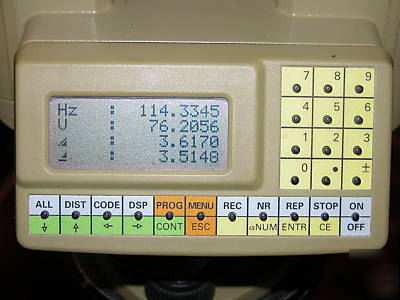 Hz : 114.3345
V : 76.2056
⊿ : 3.6170
⊿ : 3.5148
7 8 9
4 5 6
1 2 3
0 . ±
ALL DIST CODE DSP PROG MENU REC NR REP STOP ON
↓ ↑ ← → CONT ESC αNUM ENTR CE OFF